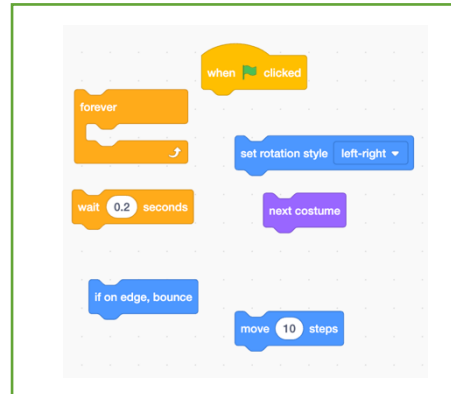 when clicked
forever
set rotation style left-right
wait 0.2 seconds
next costume
if on edge, bounce
move 10 steps